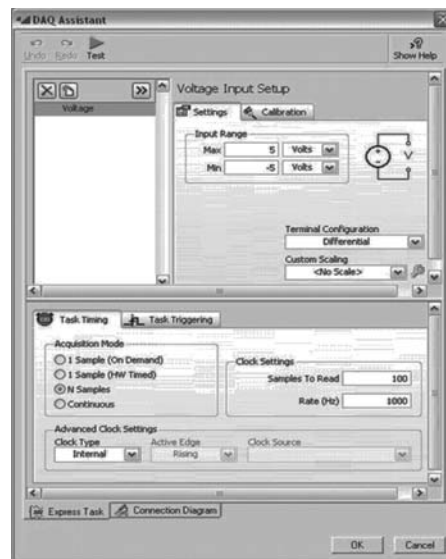 DAQ Assistant
Undo Redo Test Show Help
Voltage
Voltage Input Setup
Settings Calibration
Input Range
Max 5 Volts
Min -5 Volts
V
Terminal Configuration
Differential
Custom Scaling
<No Scale>
Task Timing Task Triggering
Acquisition Mode
1 Sample (On Demand)
1 Sample (HW Timed)
N Samples
Continuous
Clock Settings
Samples To Read 100
Rate (Hz) 1000
Advanced Clock Settings
Clock Type Active Edge Clock Source
Internal Rising
Express Task Connection Diagram
OK Cancel